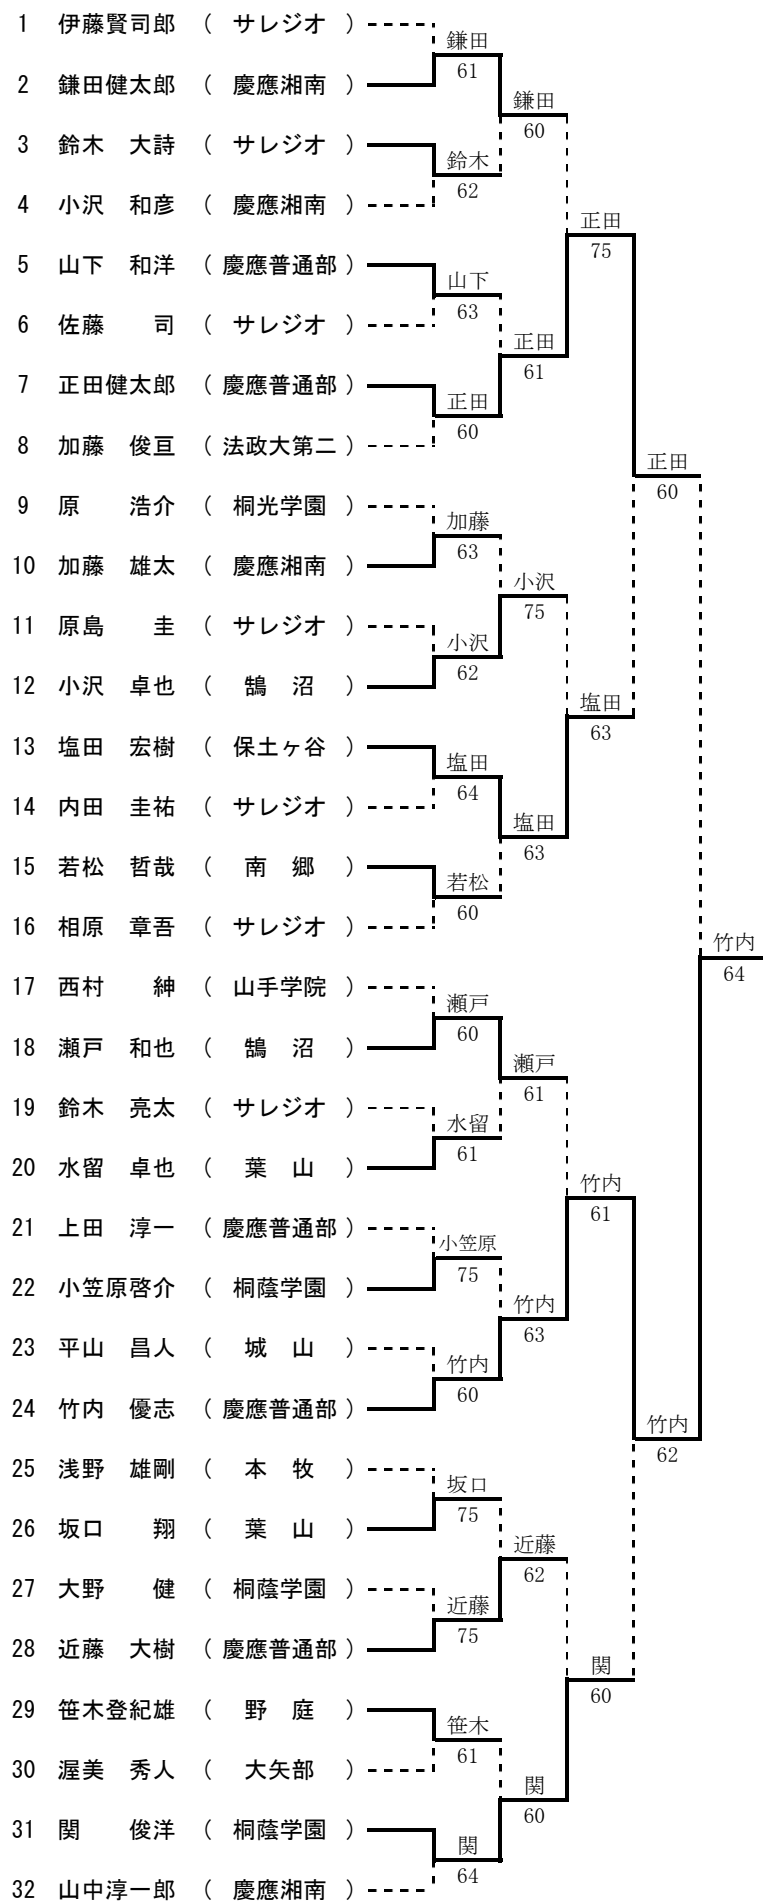 1 伊藤賢司郎 （ サレジオ ）
鎌田
61
2 鎌田健太郎 （ 慶應湘南 ）
鎌田
60
3 鈴木 大詩 （ サレジオ ）
鈴木
62
4 小沢 和彦 （ 慶應湘南 ）
正田
75
5 山下 和洋 （ 慶應普通部 ）
山下
63
6 佐藤 司 （ サレジオ ）
正田
61
7 正田健太郎 （ 慶應普通部 ）
正田
60
8 加藤 俊亘 （ 法政大第二 ）
正田
60
9 原 浩介 （ 桐光学園 ）
加藤
63
10 加藤 雄太 （ 慶應湘南 ）
小沢
75
11 原島 圭 （ サレジオ ）
小沢
62
12 小沢 卓也 （ 鵠 沼 ）
塩田
63
13 塩田 宏樹 （ 保土ヶ谷 ）
塩田
64
14 内田 圭祐 （ サレジオ ）
塩田
63
15 若松 哲哉 （ 南 郷 ）
若松
60
16 相原 章吾 （ サレジオ ）
竹内
64
17 西村 紳 （ 山手学院 ）
瀬戸
60
18 瀬戸 和也 （ 鵠 沼 ）
瀬戸
61
19 鈴木 亮太 （ サレジオ ）
水留
61
20 水留 卓也 （ 葉 山 ）
竹内
61
21 上田 淳一 （ 慶應普通部 ）
小笠原
75
22 小笠原啓介 （ 桐蔭学園 ）
竹内
63
23 平山 昌人 （ 城 山 ）
竹内
60
24 竹内 優志 （ 慶應普通部 ）
竹内
62
25 浅野 雄剛 （ 本 牧 ）
坂口
75
26 坂口 翔 （ 葉 山 ）
近藤
62
27 大野 健 （ 桐蔭学園 ）
近藤
75
28 近藤 大樹 （ 慶應普通部 ）
関
60
29 笹木登紀雄 （ 野 庭 ）
笹木
61
30 渥美 秀人 （ 大矢部 ）
関
60
31 関 俊洋 （ 桐蔭学園 ）
関
64
32 山中淳一郎 （ 慶應湘南 ）